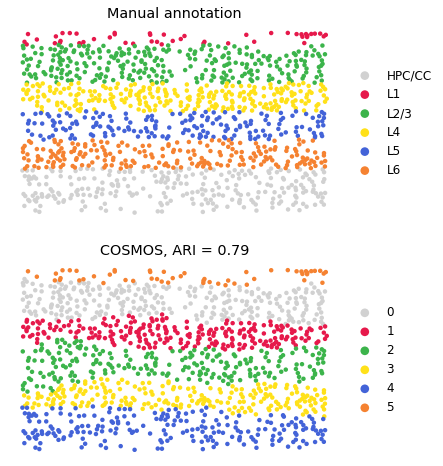 Manual annotation
HPC/CC
L1
L2/3
L4
L5
L6
COSMOS, ARI = 0.79
0
1
2
3
4
5